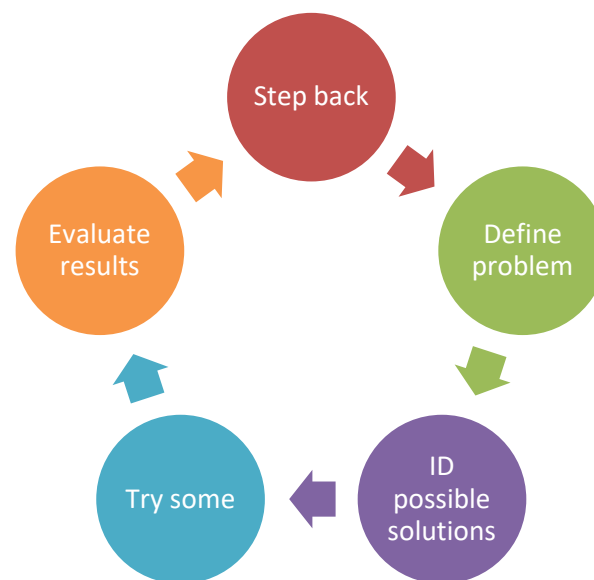 Step back
Define
problem
ID
possible
solutions
Try some
Evaluate
results